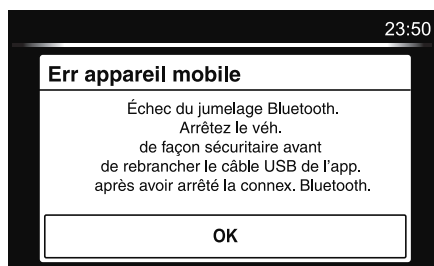 23:50
Err appareil mobile
Échec du jumelage Bluetooth.
Arrêtez le véh.
de façon sécuritaire avant
de rebrancher le câble USB de l'app.
après avoir arrêté la connex. Bluetooth.
OK